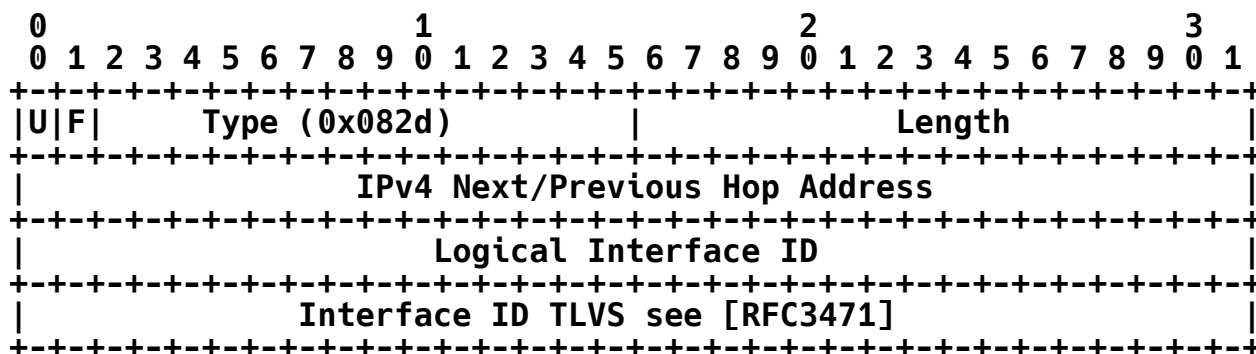 0                   1                   2                   3
 0 1 2 3 4 5 6 7 8 9 0 1 2 3 4 5 6 7 8 9 0 1 2 3 4 5 6 7 8 9 0 1
+-+-+-+-+-+-+-+-+-+-+-+-+-+-+-+-+-+-+-+-+-+-+-+-+-+-+-+-+-+-+-+-+
|U|F|     Type (0x082d)         |             Length            |
+-+-+-+-+-+-+-+-+-+-+-+-+-+-+-+-+-+-+-+-+-+-+-+-+-+-+-+-+-+-+-+-+
|                 IPv4 Next/Previous Hop Address                |
+-+-+-+-+-+-+-+-+-+-+-+-+-+-+-+-+-+-+-+-+-+-+-+-+-+-+-+-+-+-+-+-+
|                     Logical Interface ID                      |
+-+-+-+-+-+-+-+-+-+-+-+-+-+-+-+-+-+-+-+-+-+-+-+-+-+-+-+-+-+-+-+-+
|              Interface ID TLVS see [RFC3471]                  |
+-+-+-+-+-+-+-+-+-+-+-+-+-+-+-+-+-+-+-+-+-+-+-+-+-+-+-+-+-+-+-+-+